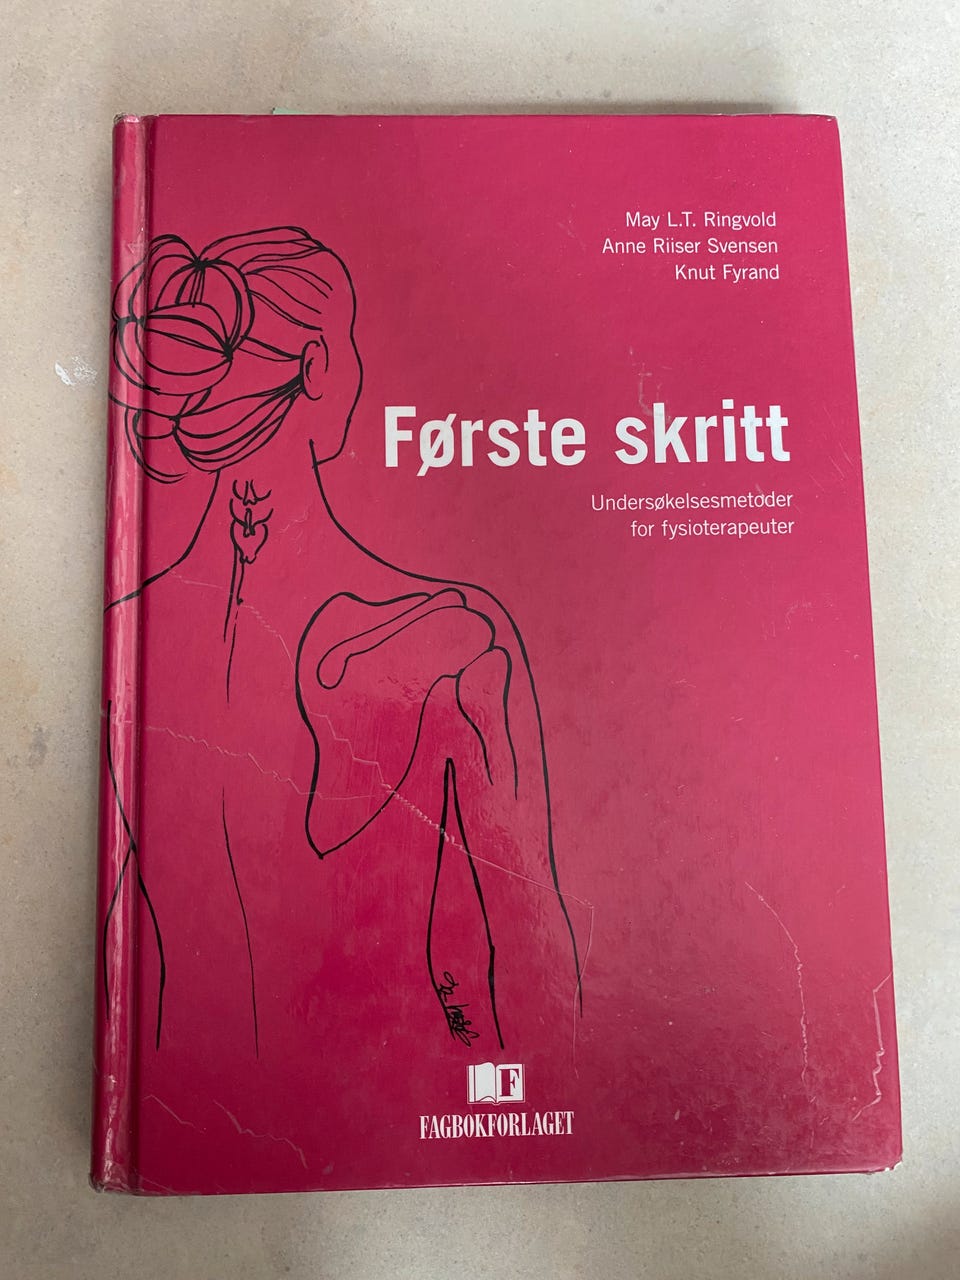 May L.T. Ringvold
Anne Riiser Svensen
Knut Fyrand
Første skritt
Undersøkelsesmetoder
for fysioterapeuter
F
FAGBOKFORLAGET